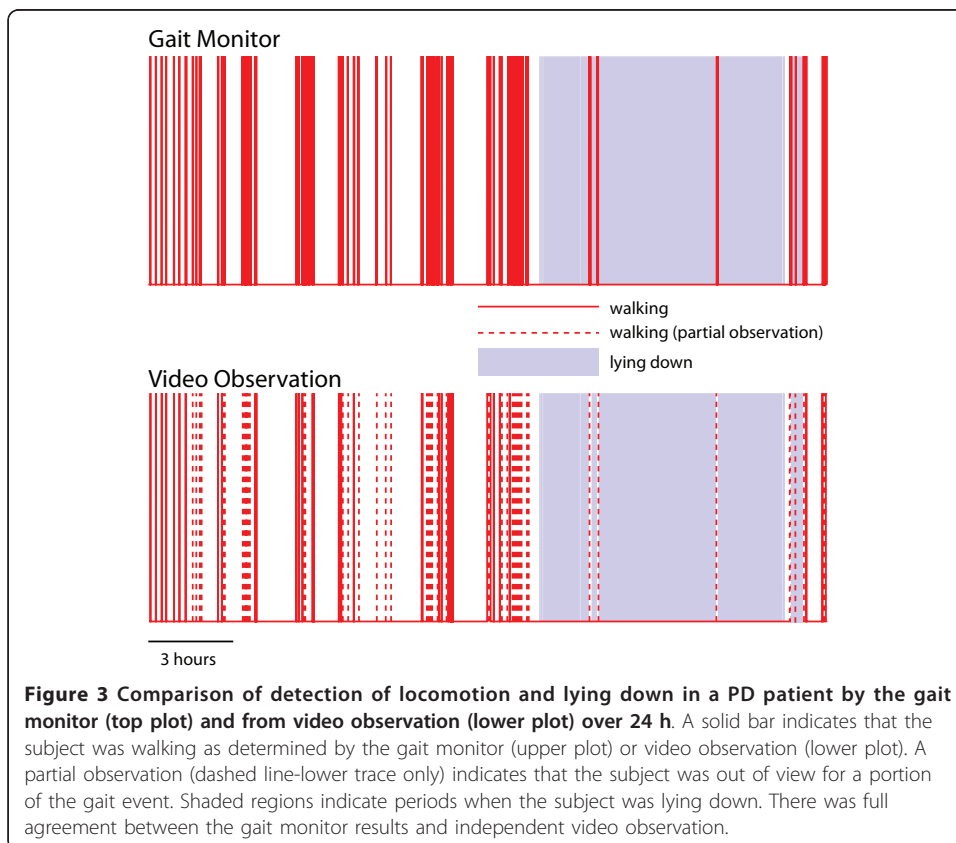 Gait Monitor
walking
walking (partial observation)
lying down
Video Observation
3 hours
Figure 3 Comparison of detection of locomotion and lying down in a PD patient by the gait
monitor (top plot) and from video observation (lower plot) over 24 h. A solid bar indicates that the
subject was walking as determined by the gait monitor (upper plot) or video observation (lower plot). A
partial observation (dashed line-lower trace only) indicates that the subject was out of view for a portion
of the gait event. Shaded regions indicate periods when the subject was lying down. There was full
agreement between the gait monitor results and independent video observation.